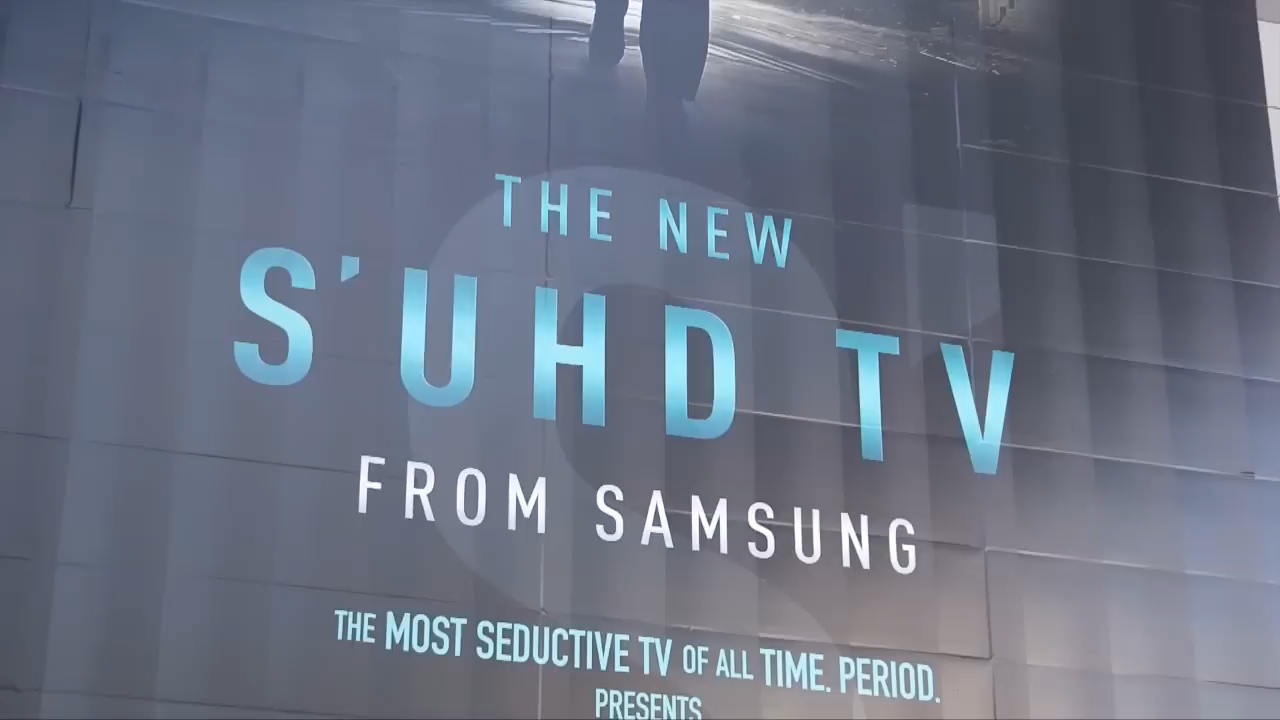 THE NEW
S'UHD TV
FROM SAMSUNG
THE MOST SEDUCTIVE TV OF ALL TIME. PERIOD.
PRESENTS